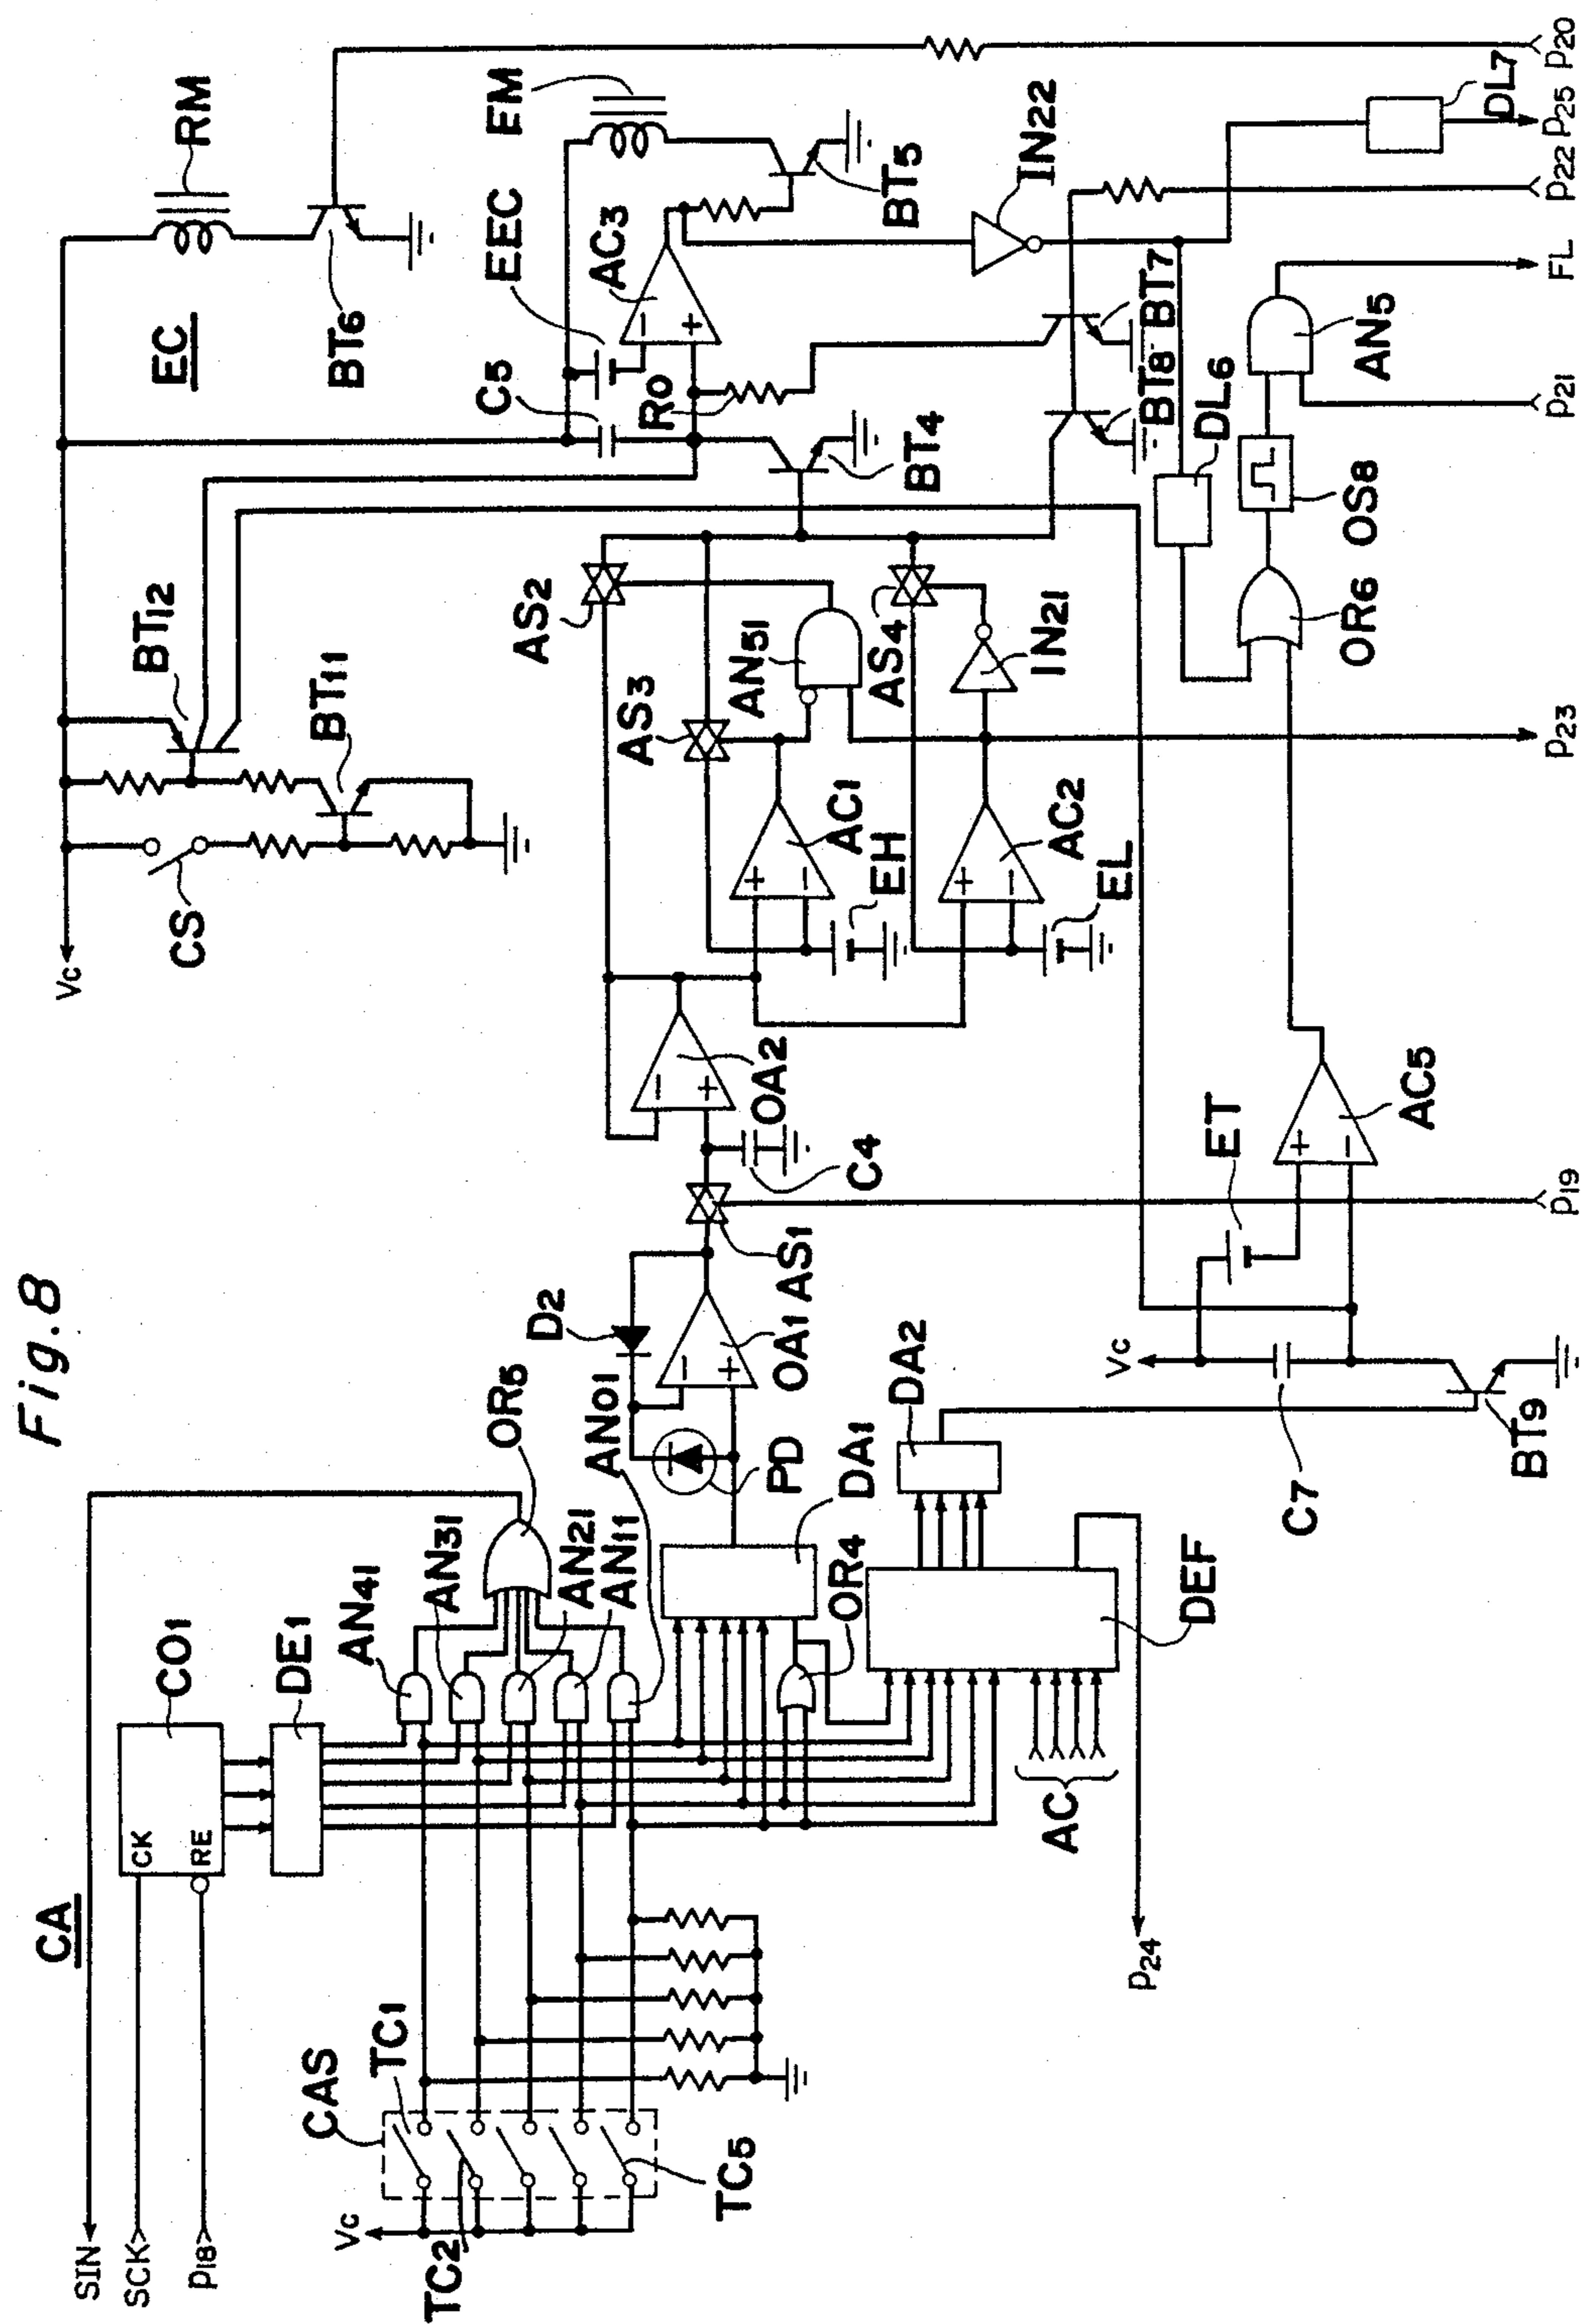 Fig. 8
CA
SIN
SCK
P18
CK
RE
CO1
DE1
CAS
TC1
TC2
TC5
Vc
AN41
AN31
AN21
AN11
AN01
OR5
D2
PD
OA1
AS1
DA1
OR4
DEF
AC
P24
DA2
Vc
C7
BT9
ET
AC5
P19
C4
OA2
Vc
CS
BT11
BT12
AS2
AS3
AN51
AS4
IN21
AC1
EH
AC2
EL
P23
EC
RM
BT6
C5
EEC
EM
AC3
R0
BT4
BT5
IN22
BT7
BT8
DL6
OR6
OS8
AN5
P21
FL
P22
P25
DL7
P20